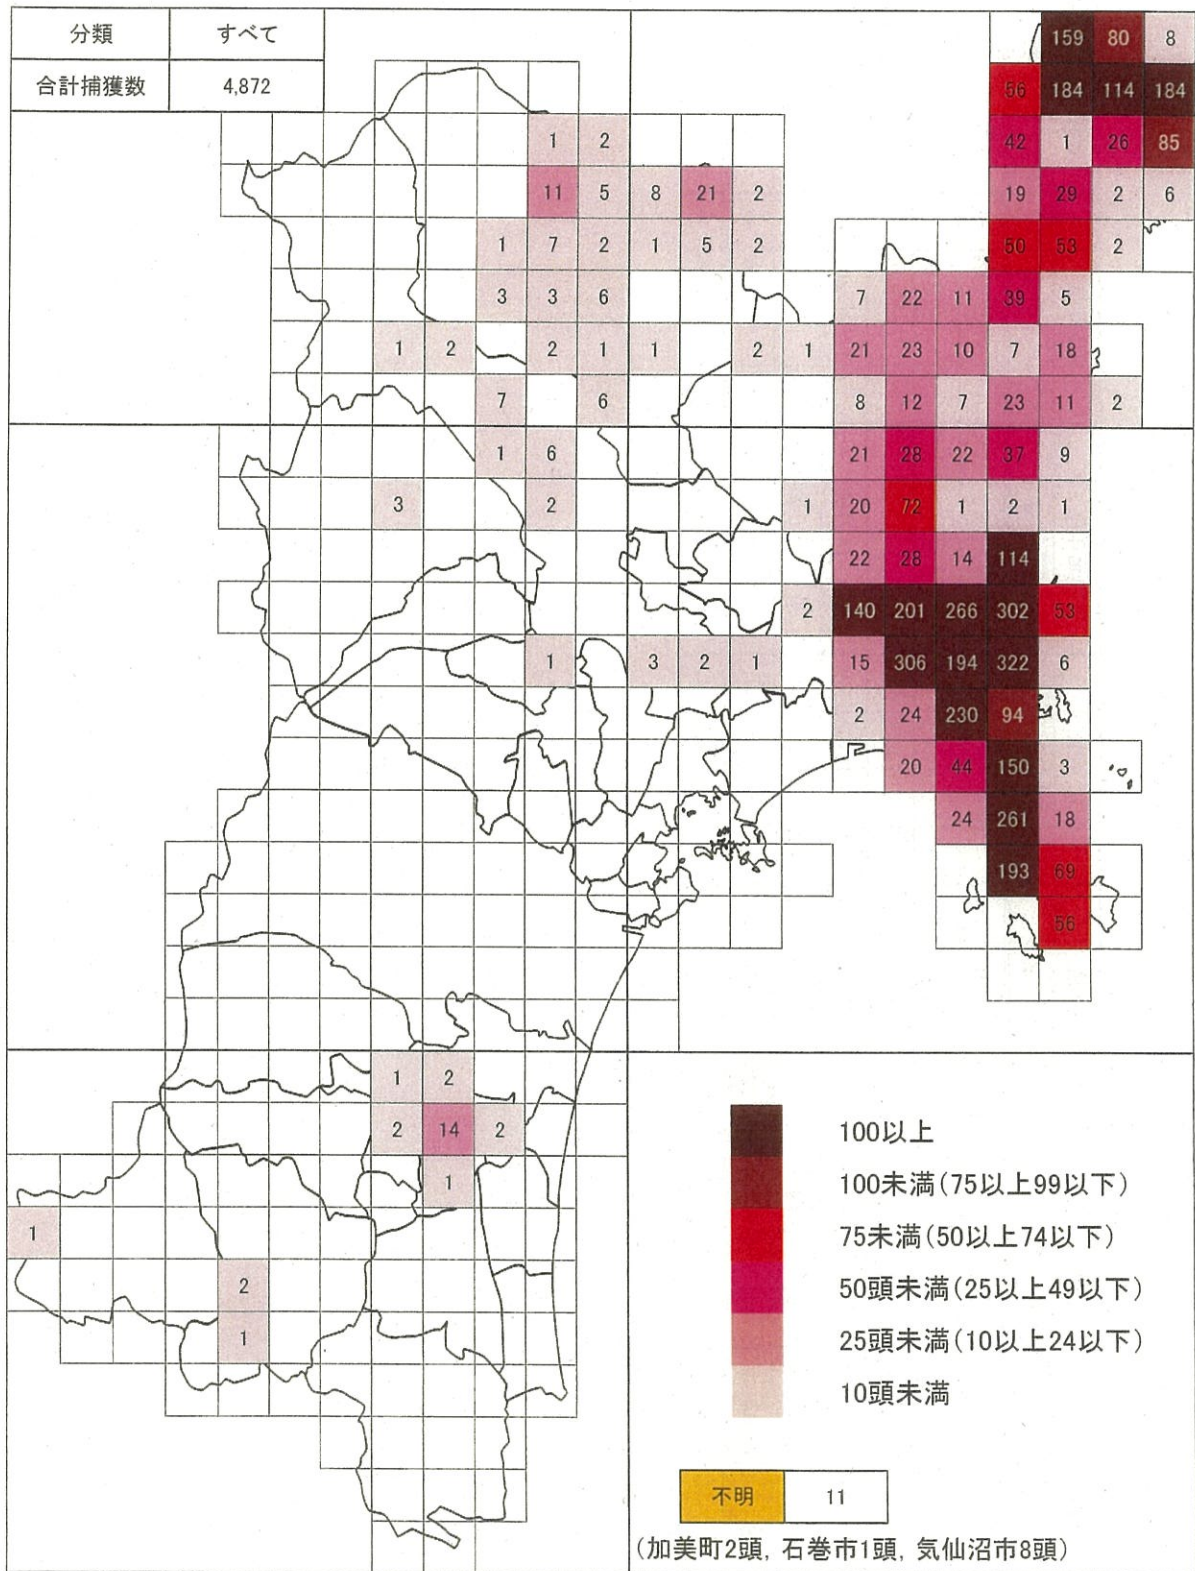 分類 すべて
合計捕獲数 4,872
159 80 8
56 184 114 184
1 2 42 1 26 85
11 5 8 21 2 19 29 2 6
1 7 2 1 5 2 50 53 2
3 3 6 7 22 11 39 5
1 2 2 1 1 2 1 21 23 10 7 18
7 6 8 12 7 23 11 2
1 6 21 28 22 37 9
3 2 1 20 72 1 2 1
22 28 14 114
2 140 201 266 302 53
1 3 2 1 15 306 194 322 6
2 24 230 94
20 44 150 3
24 261 18
193 69
56
1 2
2 14 2
1
1
2
1
100以上
100未満(75以上99以下)
75未満(50以上74以下)
50頭未満(25以上49以下)
25頭未満(10以上24以下)
10頭未満
不明 11
(加美町2頭, 石巻市1頭, 気仙沼市8頭)